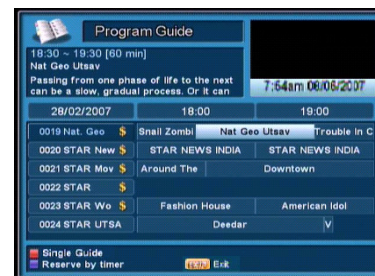 Program Guide
18:30 ~ 19:30 [60 min]
Nat Geo Utsav
Passing from one phase of life to the next
can be a slow, gradual process. Or it can
7:54am 08/06/2007
28/02/2007 18:00 19:00
0019 Nat. Geo $ Snail Zombi Nat Geo Utsav Trouble In C
0020 STAR New $ STAR NEWS INDIA STAR NEWS INDIA
0021 STAR Mov $ Around The Downtown
0022 STAR $
0023 STAR Wo $ Fashion House American Idol
0024 STAR UTSA Deedar V
Single Guide
Reserve by timer
Exit